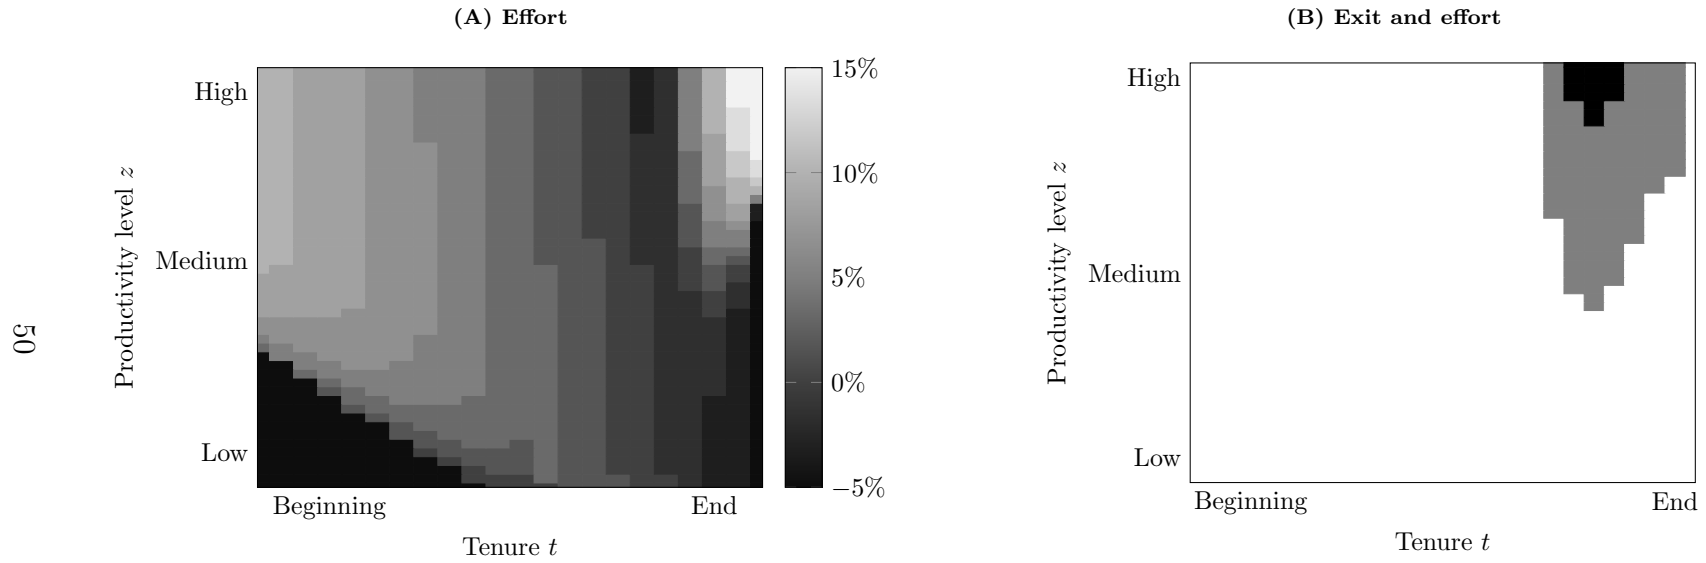 (A) Effort
High
Medium
Low
Productivity level z
Beginning
End
Tenure t
15%
10%
5%
0%
−5%
(B) Exit and effort
High
Medium
Low
Productivity level z
Beginning
End
Tenure t
50